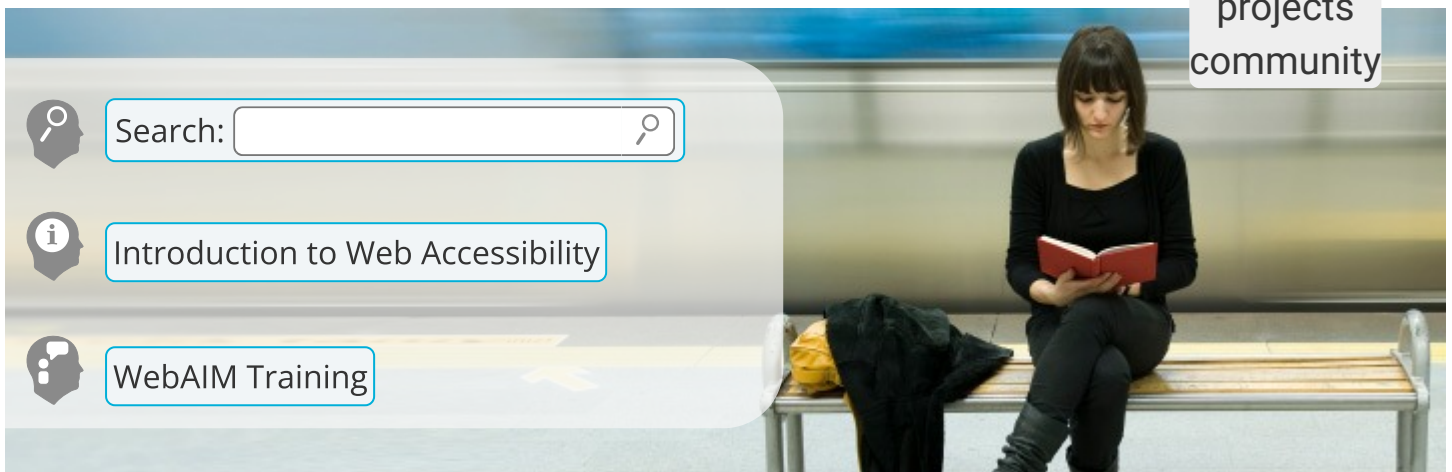 projects
community
Search:
Introduction to Web Accessibility
WebAIM Training